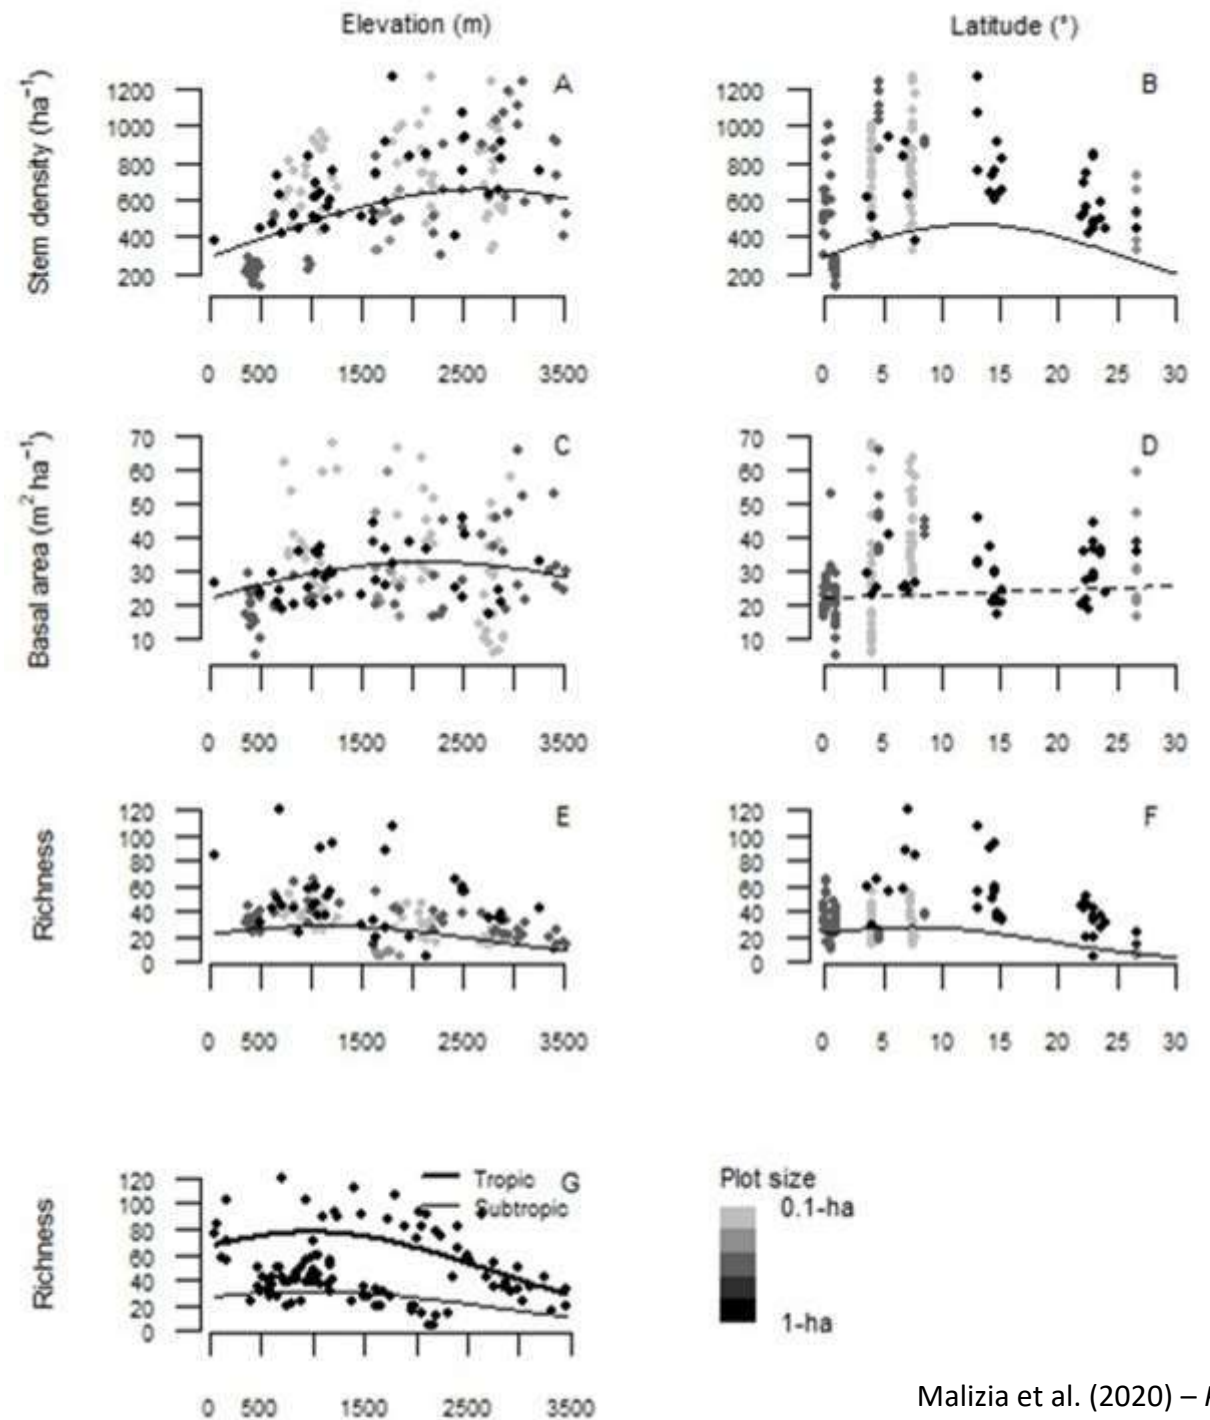 Elevation (m)
Latitude (°)
Stem density (ha⁻¹)
1200
1000
800
600
400
200
A
0 500 1500 2500 3500
1200
1000
800
600
400
200
B
0 5 10 15 20 25 30
Basal area (m² ha⁻¹)
70
60
50
40
30
20
10
C
0 500 1500 2500 3500
70
60
50
40
30
20
10
D
0 5 10 15 20 25 30
Richness
120
100
80
60
40
20
0
E
0 500 1500 2500 3500
120
100
80
60
40
20
0
F
0 5 10 15 20 25 30
Richness
120
100
80
60
40
20
0
Tropic
Subtropic
G
0 500 1500 2500 3500
Plot size
0.1-ha
1-ha
Malizia et al. (2020) –